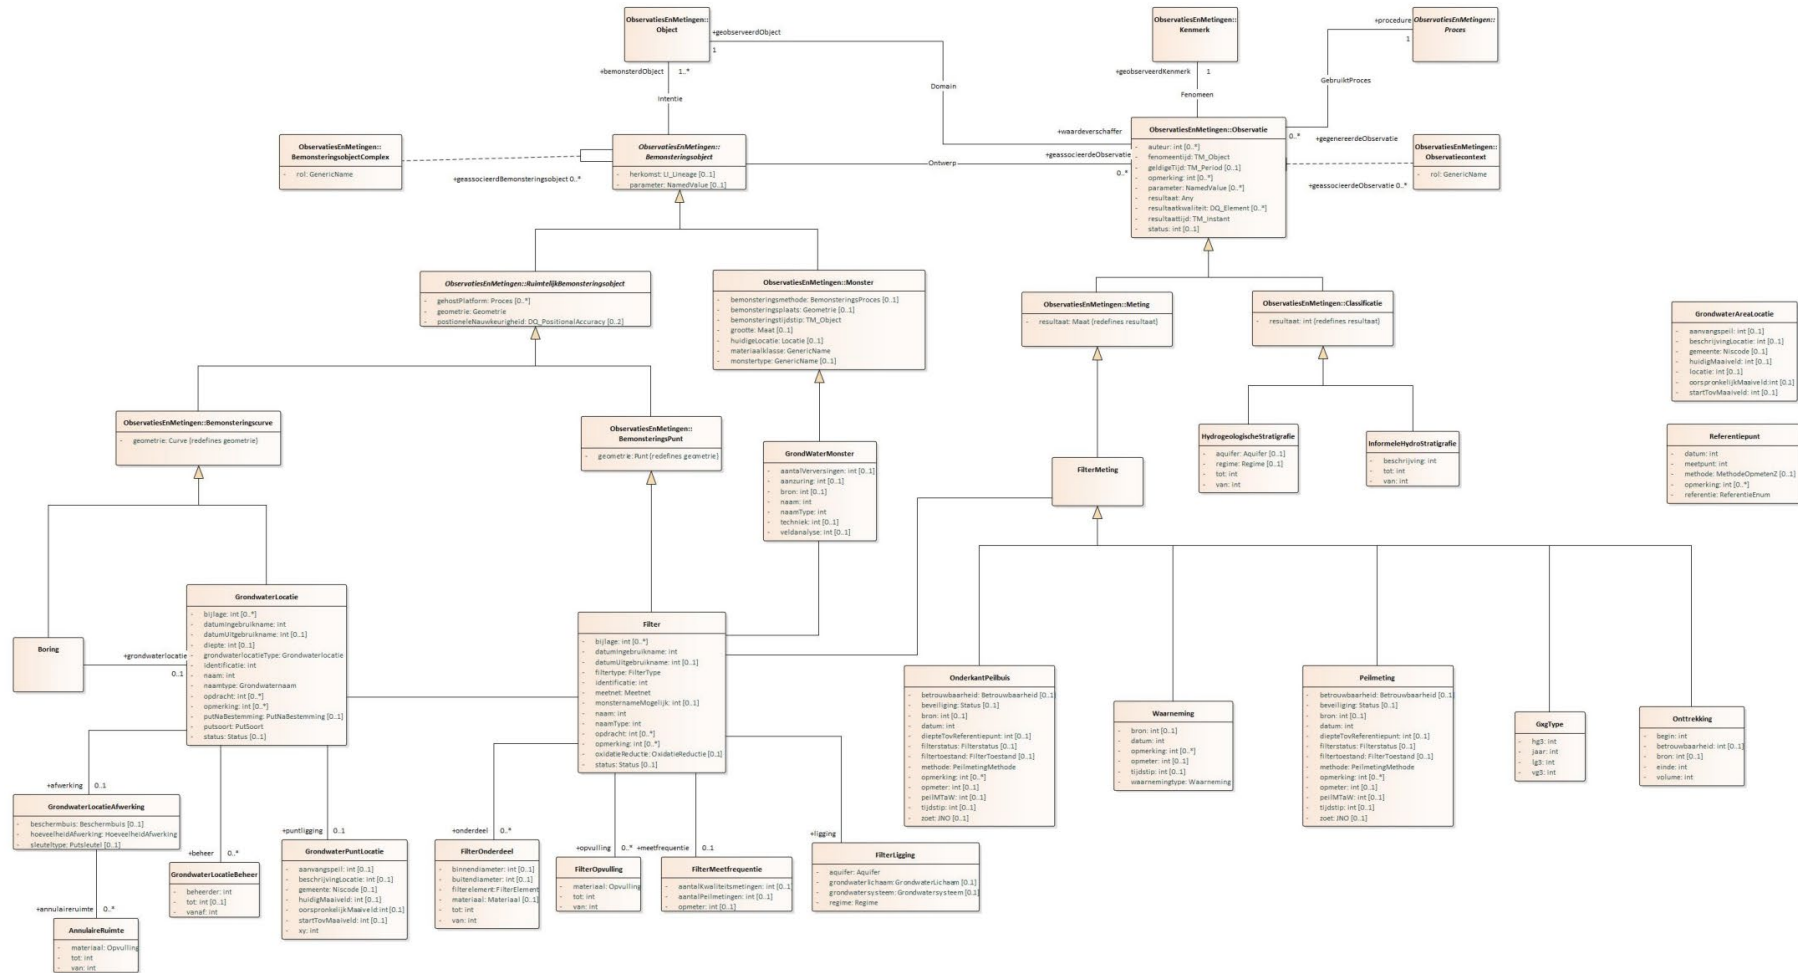 ObservatiesEnMetingen::
Object
+geobserveerdObject
1
+bemonsterdObject
1..*
Intentie
ObservatiesEnMetingen::
Kenmerk
+geobserveerdKenmerk
1
Fenomeen
+procedure
1
ObservatiesEnMetingen::
Proces
GebruiktProces
Domain
+waardeverschaffer
0..*
+gegenereerdeObservatie
ObservatiesEnMetingen::
BemonsteringsobjectComplex
- rol: GenericName
ObservatiesEnMetingen::
Bemonsteringsobject
- herkomst: LI_Lineage [0..1]
- parameter: NamedValue [0..1]
+geassocieerdBemonsteringsobject 0..*
Ontwerp
+geassocieerdeObservatie
0..*
ObservatiesEnMetingen::Observatie
- auteur: int [0..*]
- fenomeentijd: TM_Object
- geldigeTijd: TM_Period [0..1]
- opmerking: int [0..*]
- parameter: NamedValue [0..*]
- resultaat: Any
- resultaatkwaliteit: DQ_Element [0..*]
- resultaattijd: TM_Instant
- status: int [0..1]
ObservatiesEnMetingen::
Observatiecontext
- rol: GenericName
+geassocieerdeObservatie 0..*
ObservatiesEnMetingen::RuimtelijkBemonsteringsobject
- gehostPlatform: Proces [0..*]
- geometrie: Geometrie
- postioneleNauwkeurigheid: DQ_PositionalAccuracy [0..2]
ObservatiesEnMetingen::Monster
- bemonsteringsmethode: BemonsteringsProces [0..1]
- bemonsteringsplaats: Geometrie [0..1]
- bemonsteringstijdstip: TM_Object
- grootte: Maat [0..1]
- huidigeLocatie: Locatie [0..1]
- materiaalklasse: GenericName
- monstertype: GenericName [0..1]
ObservatiesEnMetingen::Meting
- resultaat: Maat {redefines resultaat}
ObservatiesEnMetingen::Classificatie
- resultaat: int {redefines resultaat}
GrondwaterAreaLocatie
- aanvangspeil: int [0..1]
- beschrijvingLocatie: int [0..1]
- gemeente: Niscode [0..1]
- huidigMaaiveld: int [0..1]
- locatie: int [0..1]
- oorspronkelijkMaaiveld: int [0..1]
- startTovMaaiveld: int [0..1]
ObservatiesEnMetingen::Bemonsteringscurve
- geometrie: Curve {redefines geometrie}
ObservatiesEnMetingen::
BemonsteringsPunt
- geometrie: Punt {redefines geometrie}
GrondWaterMonster
- aantalVerversingen: int [0..1]
- aanzuring: int [0..1]
- bron: int [0..1]
- naam: int
- naamType: int
- techniek: int [0..1]
- veldanalyse: int [0..1]
FilterMeting
HydrogeologischeStratigrafie
- aquifer: Aquifer [0..1]
- regime: Regime [0..1]
- tot: int
- van: int
InformeleHydroStratigrafie
- beschrijving: int
- tot: int
- van: int
Referentiepunt
- datum: int
- meetpunt: int
- methode: MethodeOpmetenZ [0..1]
- opmerking: int [0..*]
- referentie: ReferentieEnum
Boring
+grondwaterlocatie
0..1
GrondwaterLocatie
- bijlage: int [0..*]
- datumIngebruikname: int
- datumUitgebruikname: int [0..1]
- diepte: int [0..1]
- grondwaterlocatieType: Grondwaterlocatie
- identificatie: int
- naam: int
- naamtype: Grondwaternaam
- opdracht: int [0..*]
- opmerking: int [0..*]
- putNaBestemming: PutNaBestemming [0..1]
- putsoort: PutSoort
- status: Status [0..1]
Filter
- bijlage: int [0..*]
- datumIngebruikname: int
- datumUitgebruikname: int [0..1]
- filtertype: FilterType
- identificatie: int
- meetnet: Meetnet
- monsternameMogelijk: int [0..1]
- naam: int
- naamType: int
- opdracht: int [0..*]
- opmerking: int [0..*]
- oxidatieReductie: OxidatieReductie [0..1]
- status: Status [0..1]
OnderkantPeilbuis
- betrouwbaarheid: Betrouwbaarheid [0..1]
- beveiliging: Status [0..1]
- bron: int [0..1]
- datum: int
- diepteTovReferentiepunt: int [0..1]
- filterstatus: Filterstatus [0..1]
- filtertoestand: FilterToestand [0..1]
- methode: PeilmetingMethode
- opmerking: int [0..*]
- opmeter: int [0..1]
- peilMTaW: int [0..1]
- tijdstip: int [0..1]
- zoet: JNO [0..1]
Waarneming
- bron: int [0..1]
- datum: int
- opmerking: int [0..*]
- opmeter: int [0..1]
- tijdstip: int [0..1]
- waarnemingtype: Waarneming
Peilmeting
- betrouwbaarheid: Betrouwbaarheid [0..1]
- beveiliging: Status [0..1]
- bron: int [0..1]
- datum: int
- diepteTovReferentiepunt: int [0..1]
- filterstatus: Filterstatus [0..1]
- filtertoestand: FilterToestand [0..1]
- methode: PeilmetingMethode
- opmerking: int [0..*]
- opmeter: int [0..1]
- peilMTaW: int [0..1]
- tijdstip: int [0..1]
- zoet: JNO [0..1]
GxgType
- hg3: int
- jaar: int
- lg3: int
- vg3: int
Onttrekking
- begin: int
- betrouwbaarheid: int [0..1]
- bron: int [0..1]
- einde: int
- volume: int
+afwerking
0..1
GrondwaterLocatieAfwerking
- beschermbuis: Beschermbuis [0..1]
- hoeveelheidAfwerking: HoeveelheidAfwerking
- sleuteltype: Putsleutel [0..1]
+annulaireruimte
0..*
AnnulaireRuimte
- materiaal: Opvulling
- tot: int
- van: int
+beheer
0..*
GrondwaterLocatieBeheer
- beheerder: int
- tot: int [0..1]
- vanaf: int
+puntligging
0..1
GrondwaterPuntLocatie
- aanvangspeil: int [0..1]
- beschrijvingLocatie: int [0..1]
- gemeente: Niscode [0..1]
- huidigMaaiveld: int [0..1]
- oorspronkelijkMaaiveld int [0..1]
- startTovMaaiveld: int [0..1]
- xy: int
+onderdeel
0..*
FilterOnderdeel
- binnendiameter: int [0..1]
- buitendiameter: int [0..1]
- filterelement: FilterElement
- materiaal: Materiaal [0..1]
- tot: int
- van: int
+opvulling
0..*
FilterOpvulling
- materiaal: Opvulling
- tot: int
- van: int
+meetfrequentie
0..1
FilterMeetfrequentie
- aantalKwaliteitsmetingen: int [0..1]
- aantalPeilmetingen: int [0..1]
- opmeter: int [0..1]
+ligging
FilterLigging
- aquifer: Aquifer
- grondwaterlichaam: GrondwaterLichaam [0..1]
- grondwatersysteem: Grondwatersysteem [0..1]
- regime: Regime